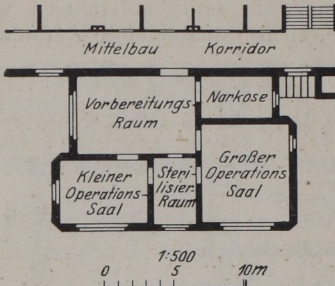 Mittelbau Korridor
Vorbereitungs-
Raum
Narkose
Kleiner
Operations-
Saal
Steri-
lisier-
Raum
Großer
Operations
Saal
1:500
0 5 10m